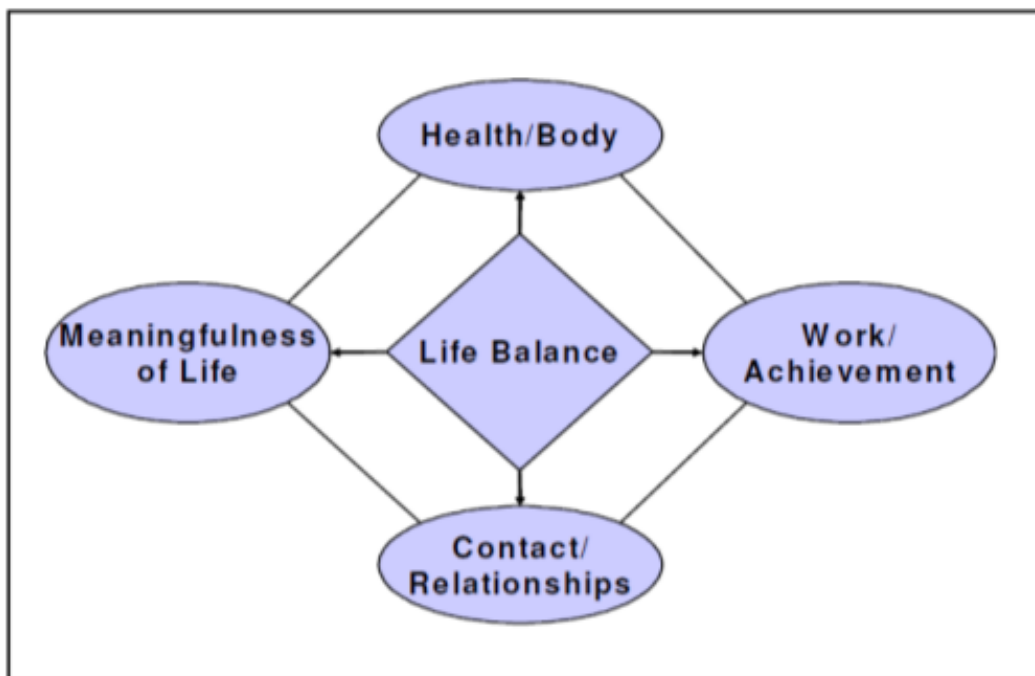 Health/Body
Meaningfulness
of Life
Life Balance
Work/
Achievement
Contact/
Relationships